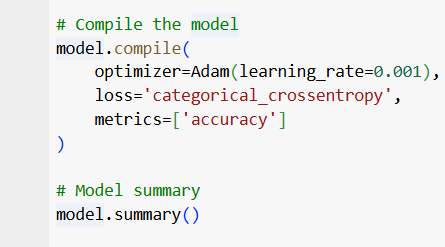 # Compile the model
model.compile(
    optimizer=Adam(learning_rate=0.001),
    loss='categorical_crossentropy',
    metrics=['accuracy']
)
# Model summary
model.summary()